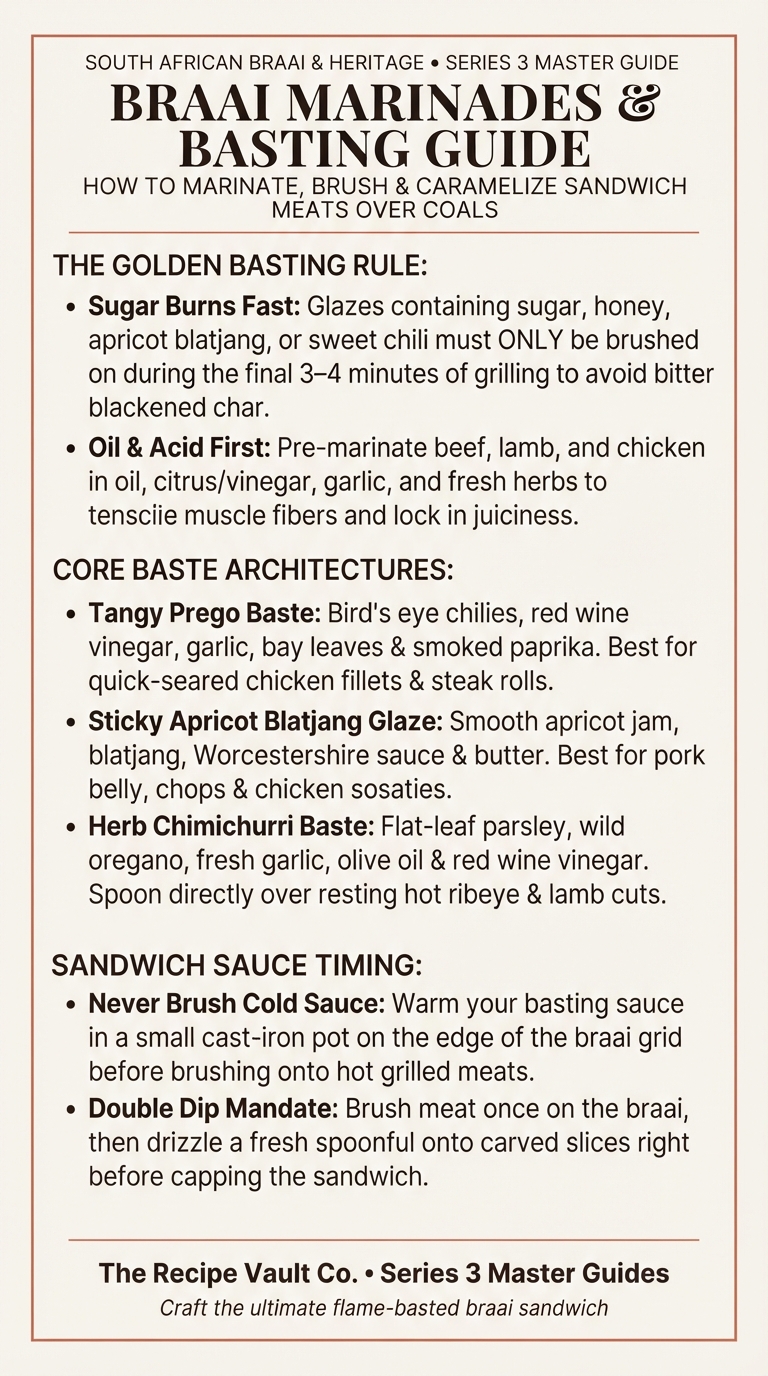 SOUTH AFRICAN BRAAI & HERITAGE • SERIES 3 MASTER GUIDE
BRAAI MARINADES &
BASTING GUIDE
HOW TO MARINATE, BRUSH & CARAMELIZE SANDWICH
MEATS OVER COALS
THE GOLDEN BASTING RULE:
• Sugar Burns Fast: Glazes containing sugar, honey,
apricot blatjang, or sweet chili must ONLY be brushed
on during the final 3–4 minutes of grilling to avoid bitter
blackened char.
• Oil & Acid First: Pre-marinate beef, lamb, and chicken
in oil, citrus/vinegar, garlic, and fresh herbs to
tensciie muscle fibers and lock in juiciness.
CORE BASTE ARCHITECTURES:
• Tangy Prego Baste: Bird's eye chilies, red wine
vinegar, garlic, bay leaves & smoked paprika. Best for
quick-seared chicken fillets & steak rolls.
• Sticky Apricot Blatjang Glaze: Smooth apricot jam,
blatjang, Worcestershire sauce & butter. Best for pork
belly, chops & chicken sosaties.
• Herb Chimichurri Baste: Flat-leaf parsley, wild
oregano, fresh garlic, olive oil & red wine vinegar.
Spoon directly over resting hot ribeye & lamb cuts.
SANDWICH SAUCE TIMING:
• Never Brush Cold Sauce: Warm your basting sauce
in a small cast-iron pot on the edge of the braai grid
before brushing onto hot grilled meats.
• Double Dip Mandate: Brush meat once on the braai,
then drizzle a fresh spoonful onto carved slices right
before capping the sandwich.
The Recipe Vault Co. • Series 3 Master Guides
Craft the ultimate flame-basted braai sandwich